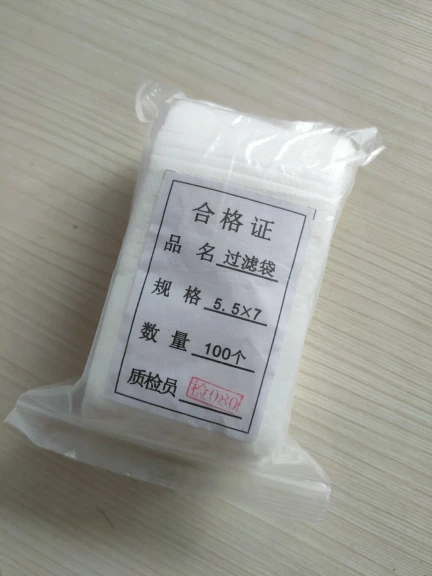 合格证
品名 过滤袋
规格 5.5×7
数量 100个
质检员 检080